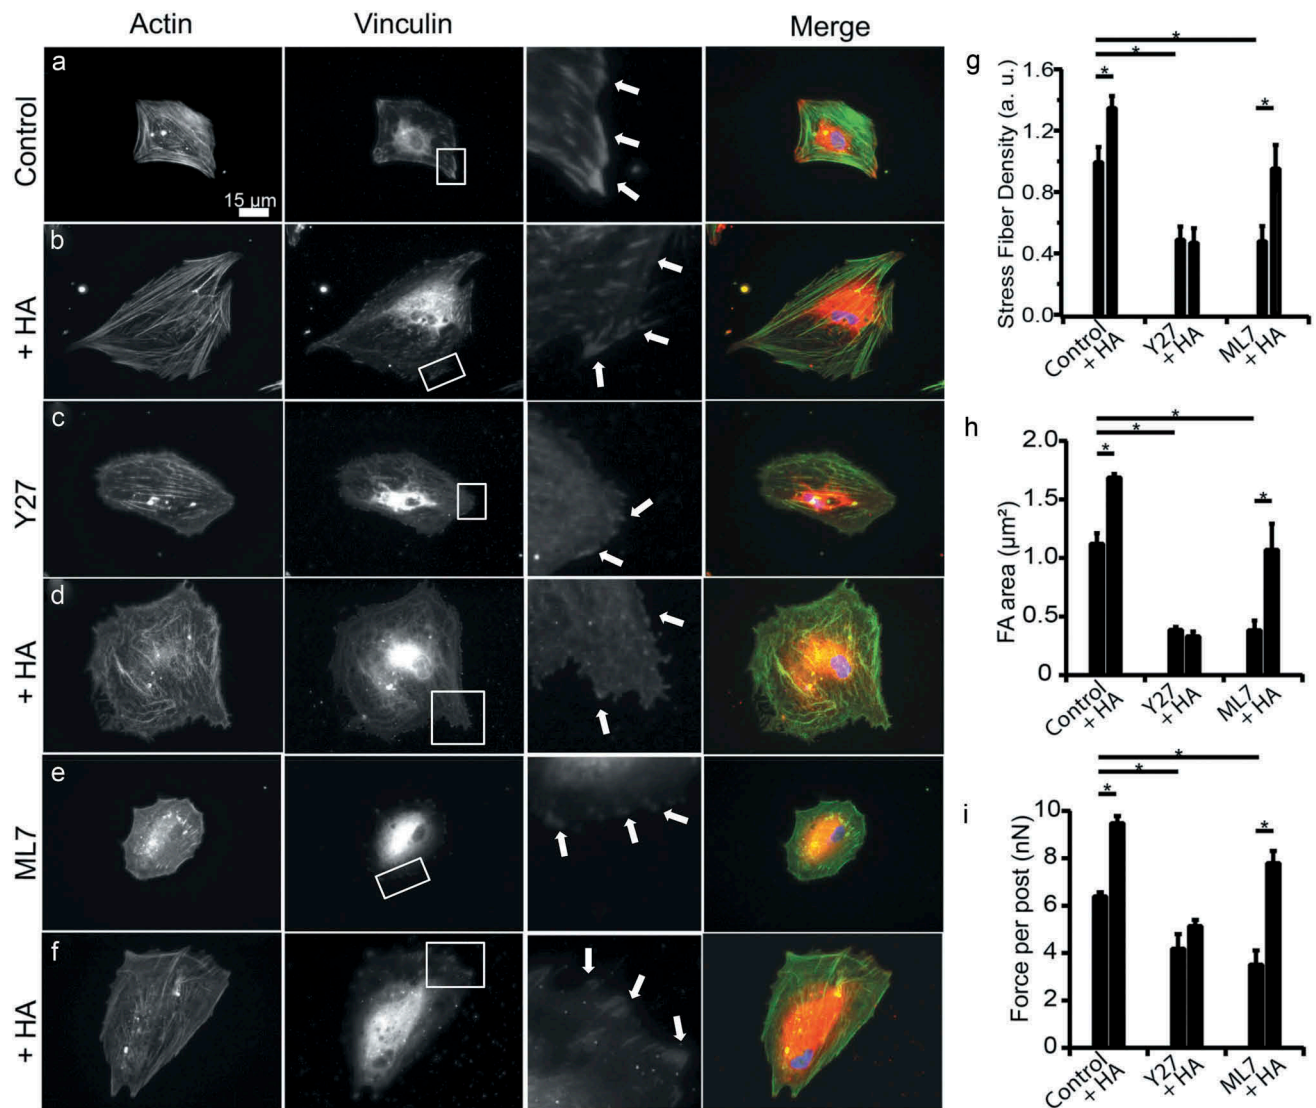 Actin Vinculin Merge
a
Control
15 µm
b
+ HA
c
Y27
d
+ HA
e
ML7
f
+ HA
g
* * * *
Stress Fiber Density (a. u.)
1.6
1.2
0.8
0.4
0.0
Control + HA Y27 + HA ML7 + HA
h
* * * *
FA area (µm²)
2.0
1.5
1.0
0.5
0
Control + HA Y27 + HA ML7 + HA
i
* * * *
Force per post (nN)
10
8
6
4
2
0
Control + HA Y27 + HA ML7 + HA